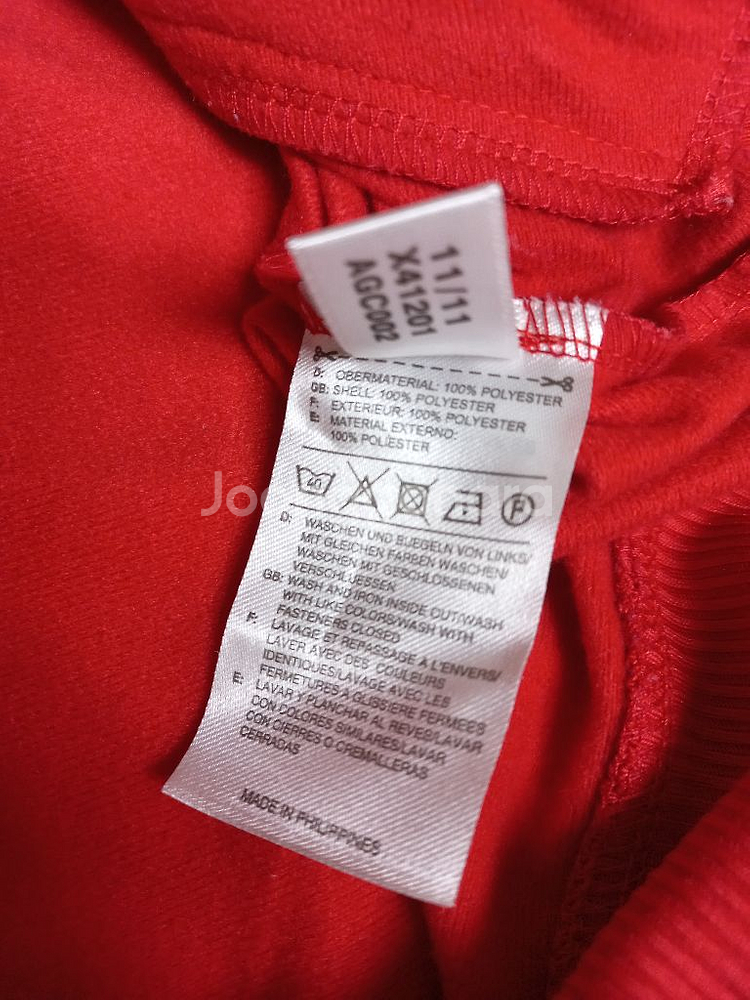 11/11
X41201
AGC002
D: OBERMATERIAL: 100% POLYESTER
GB: SHELL: 100% POLYESTER
F: EXTERIEUR: 100% POLYESTER
E: MATERIAL EXTERNO:
100% POLIESTER
40
F
D: WASCHEN UND BUEGELN VON LINKS/
MIT GLEICHEN FARBEN WASCHEN/
WASCHEN MIT GESCHLOSSENEN
VERSCHLUESSEN
GB: WASH AND IRON INSIDE OUT/WASH
WITH LIKE COLORS/WASH WITH
FASTENERS CLOSED
F: LAVAGE ET REPASSAGE A L'ENVERS/
LAVER AVEC DES COULEURS
IDENTIQUES/LAVAGE AVEC LES
FERMETURES A GLISSIERE FERMEES
E: LAVAR Y PLANCHAR AL REVES/LAVAR
CON COLORES SIMILARES/LAVAR
CON CIERRES O CREMALLERAS
CERRADAS
MADE IN PHILIPPINES